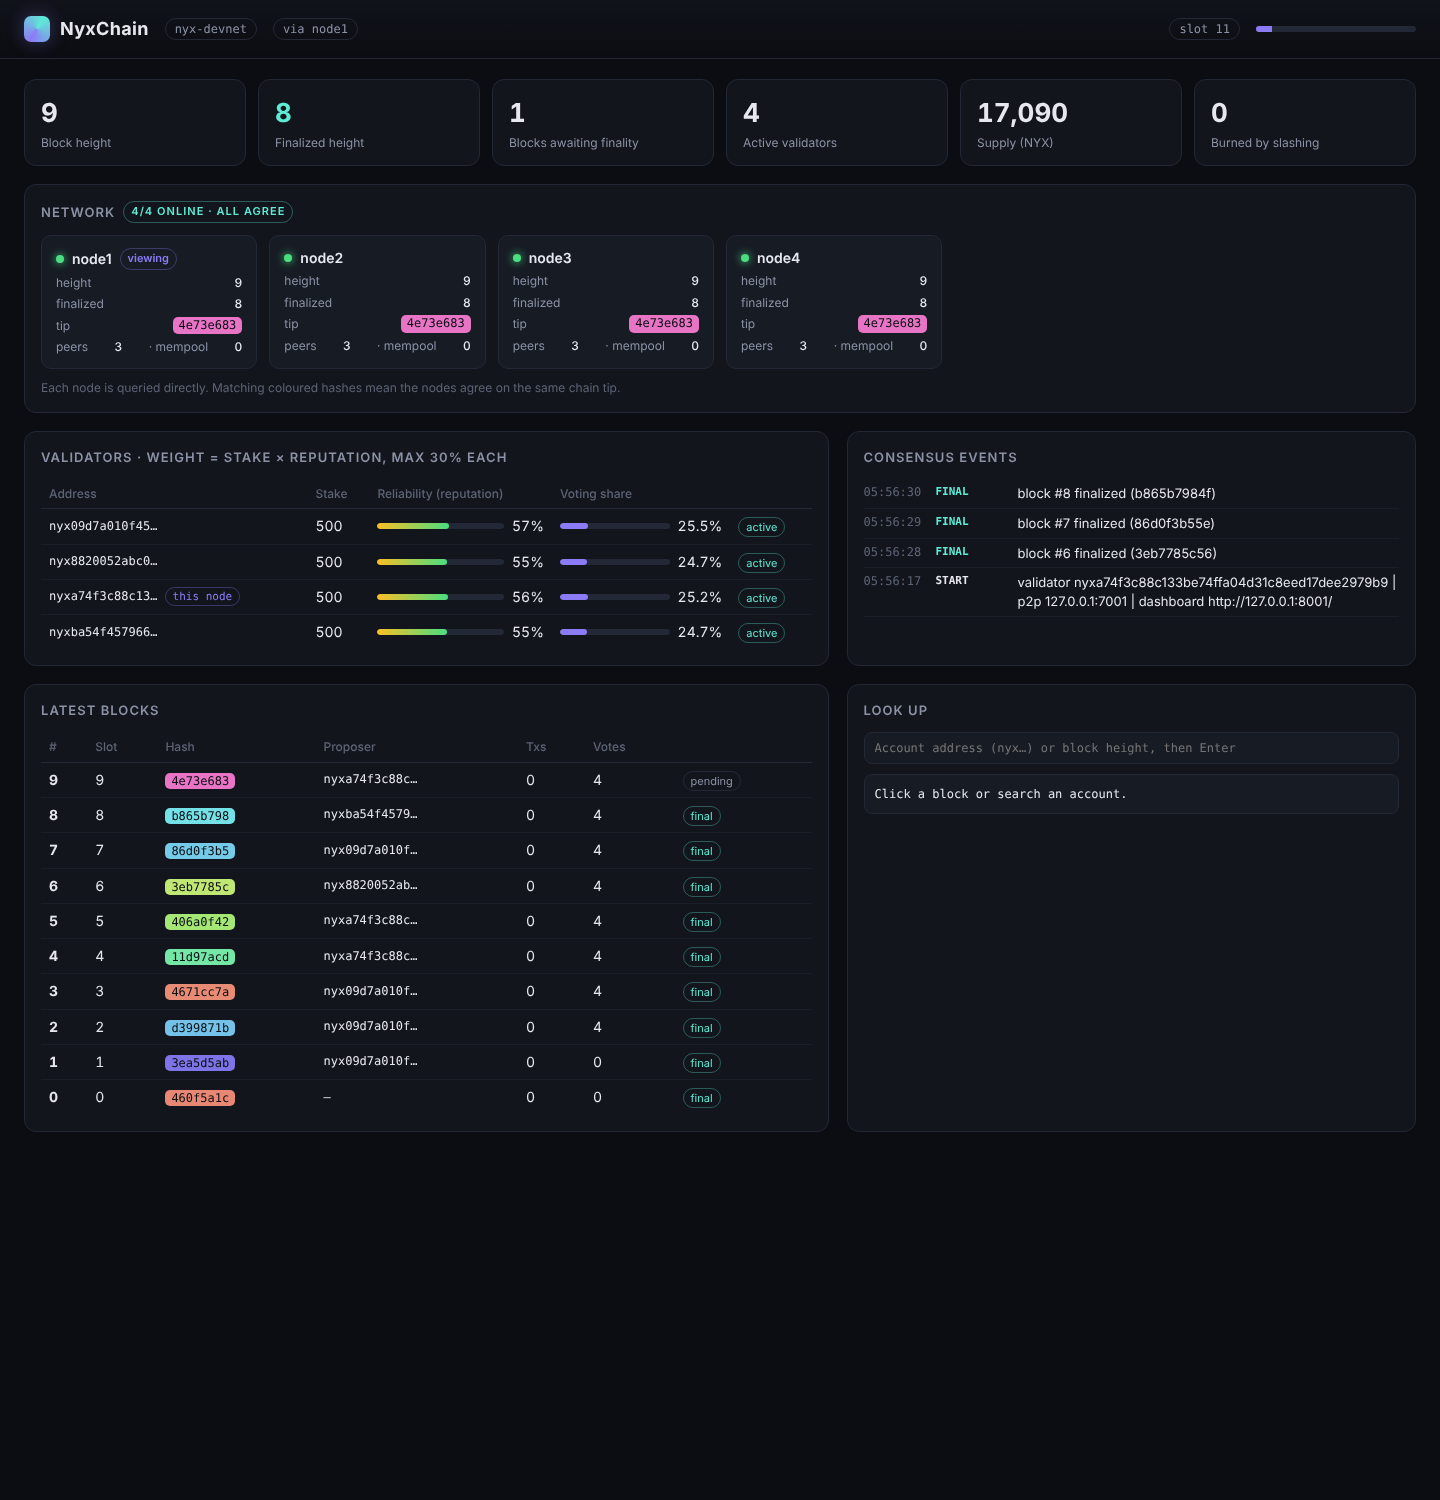 NyxChain nyx-devnet via node1 slot 11
9
Block height
8
Finalized height
1
Blocks awaiting finality
4
Active validators
17,090
Supply (NYX)
0
Burned by slashing
NETWORK 4/4 ONLINE · ALL AGREE
node1 viewing
height 9
finalized 8
tip 4e73e683
peers 3 · mempool 0
node2
height 9
finalized 8
tip 4e73e683
peers 3 · mempool 0
node3
height 9
finalized 8
tip 4e73e683
peers 3 · mempool 0
node4
height 9
finalized 8
tip 4e73e683
peers 3 · mempool 0
Each node is queried directly. Matching coloured hashes mean the nodes agree on the same chain tip.
VALIDATORS · WEIGHT = STAKE × REPUTATION, MAX 30% EACH
Address Stake Reliability (reputation) Voting share
nyx09d7a010f45… 500 57% 25.5% active
nyx8820052abc0… 500 55% 24.7% active
nyxa74f3c88c13… this node 500 56% 25.2% active
nyxba54f457966… 500 55% 24.7% active
CONSENSUS EVENTS
05:56:30 FINAL block #8 finalized (b865b7984f)
05:56:29 FINAL block #7 finalized (86d0f3b55e)
05:56:28 FINAL block #6 finalized (3eb7785c56)
05:56:17 START validator nyxa74f3c88c133be74ffa04d31c8eed17dee2979b9 |
p2p 127.0.0.1:7001 | dashboard http://127.0.0.1:8001/
LATEST BLOCKS
# Slot Hash Proposer Txs Votes
9 9 4e73e683 nyxa74f3c88c… 0 4 pending
8 8 b865b798 nyxba54f4579… 0 4 final
7 7 86d0f3b5 nyx09d7a010f… 0 4 final
6 6 3eb7785c nyx8820052ab… 0 4 final
5 5 406a0f42 nyxa74f3c88c… 0 4 final
4 4 11d97acd nyxa74f3c88c… 0 4 final
3 3 4671cc7a nyx09d7a010f… 0 4 final
2 2 d399871b nyx09d7a010f… 0 4 final
1 1 3ea5d5ab nyx09d7a010f… 0 0 final
0 0 460f5a1c – 0 0 final
LOOK UP
Account address (nyx…) or block height, then Enter
Click a block or search an account.